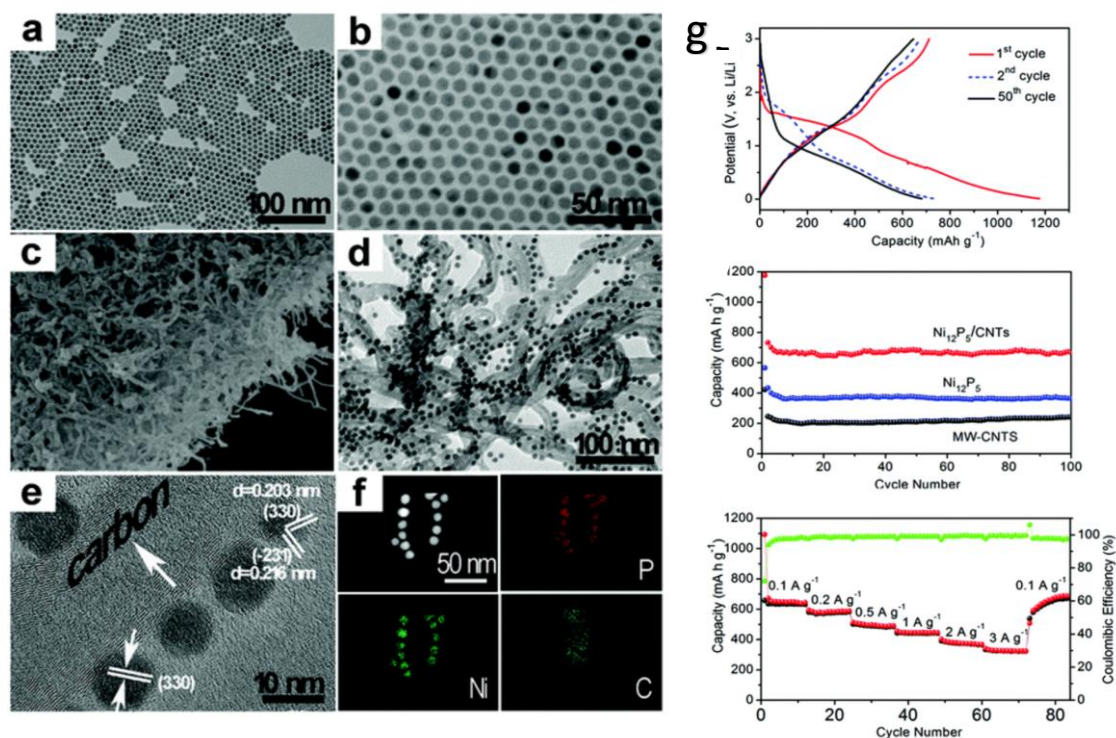 a
100 nm
b
50 nm
c
d
100 nm
e
carbon
d=0.203 nm
(330)
(-231)
d=0.216 nm
(330)
10 nm
f
50 nm
P
Ni
C
g
Potential (V. vs. Li/Li
3
2
1
0
1st cycle
2nd cycle
50th cycle
0 200 400 600 800 1000 1200
Capacity (mAh g⁻¹)
Capacity (mA h g⁻¹)
1200
1000
800
600
400
200
0
Ni₁₂P₅/CNTs
Ni₁₂P₅
MW-CNTS
0 20 40 60 80 100
Cycle Number
Capacity (mA h g⁻¹)
1200
1000
800
600
400
200
0
0.1 A g⁻¹
0.2 A g⁻¹
0.5 A g⁻¹
1 A g⁻¹
2 A g⁻¹
3 A g⁻¹
0.1 A g⁻¹
100
80
60
40
20
0
Coulombic Efficiency (%)
0 20 40 60 80
Cycle Number